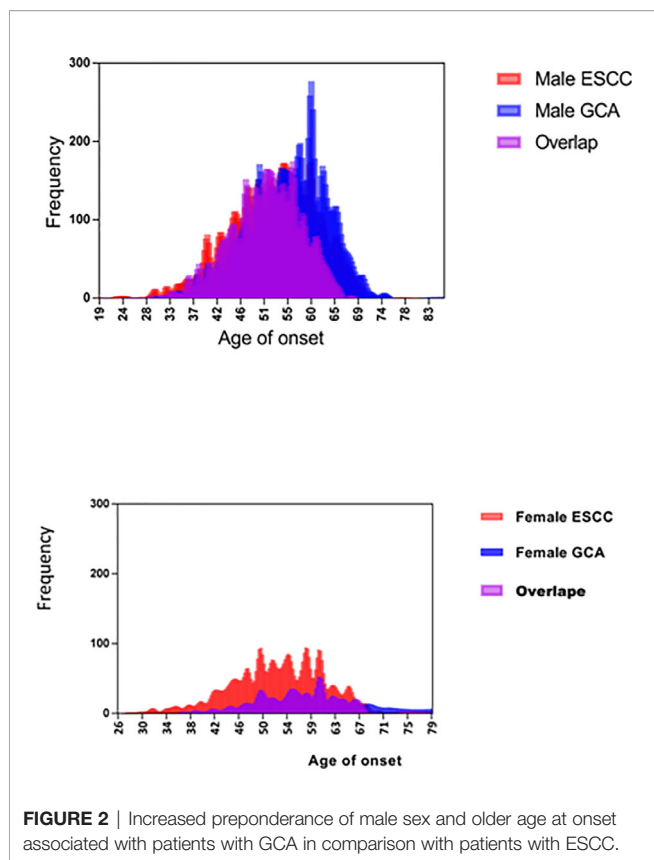 300
200
100
0
Frequency
19 24 28 33 37 42 46 51 55 60 65 69 74 78 83
Age of onset
Male ESCC
Male GCA
Overlap
300
200
100
0
Frequency
26 30 34 38 42 46 50 54 59 63 67 71 75 79
Age of onset
Female ESCC
Female GCA
Overlape
FIGURE 2 | Increased preponderance of male sex and older age at onset
associated with patients with GCA in comparison with patients with ESCC.